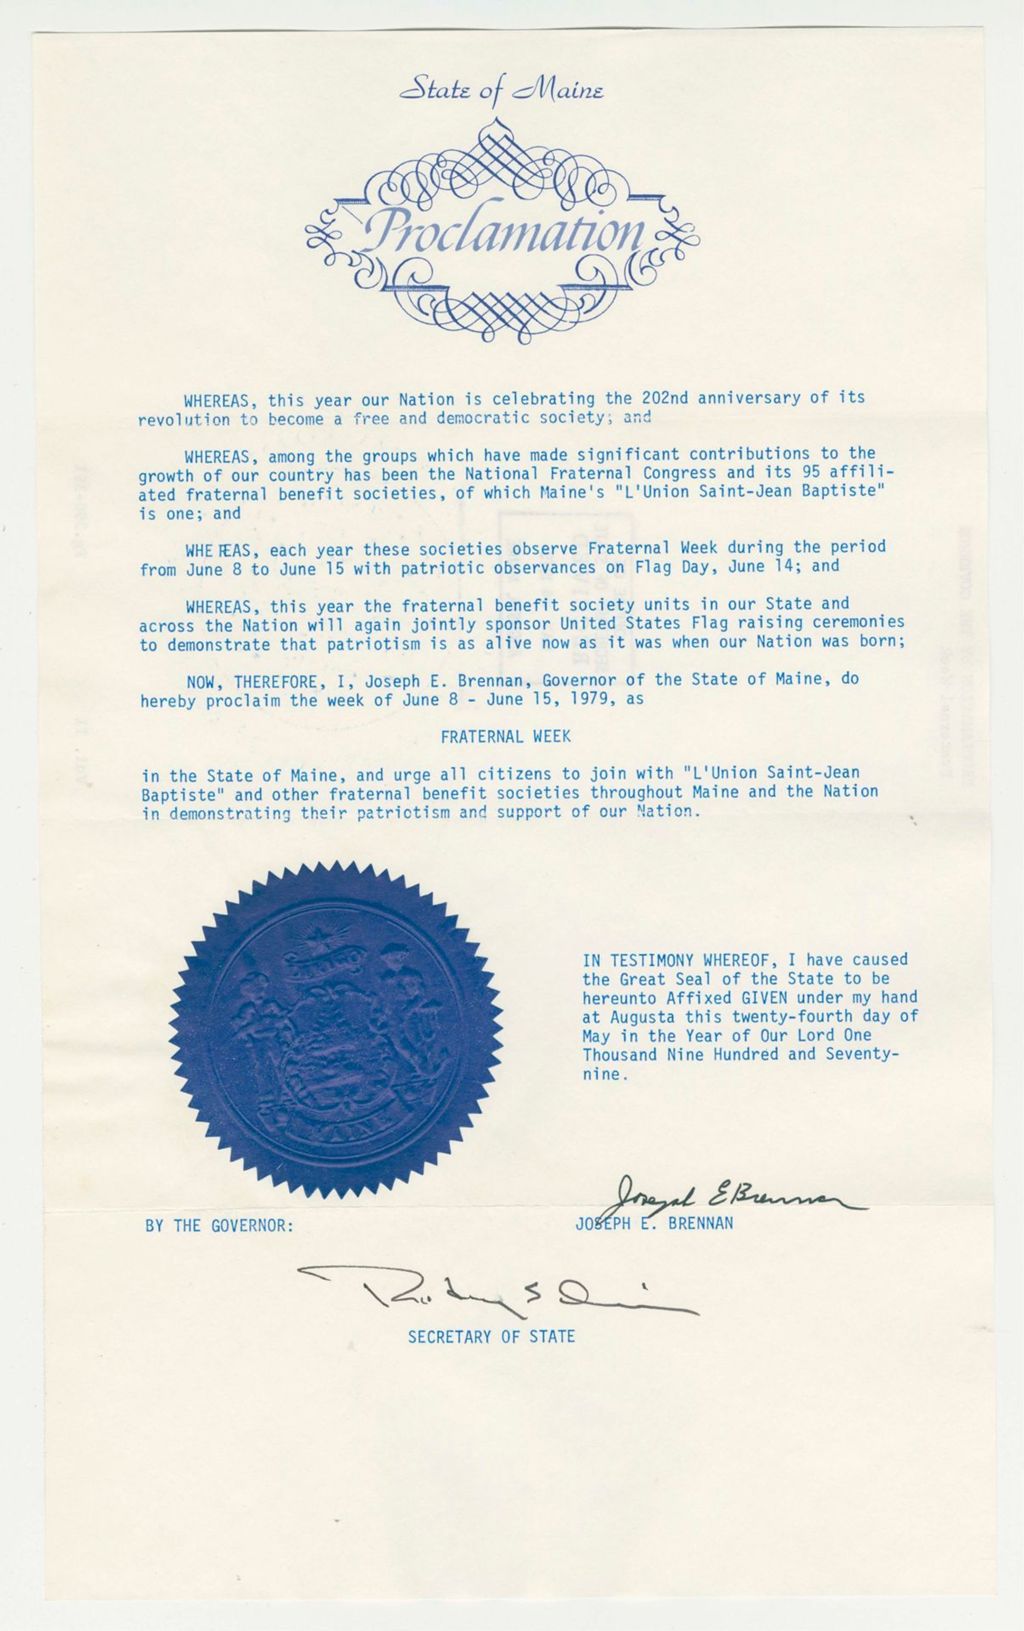 State of Maine
Proclamation
WHEREAS, this year our Nation is celebrating the 202nd anniversary of its
revolution to become a free and democratic society; and
WHEREAS, among the groups which have made significant contributions to the
growth of our country has been the National Fraternal Congress and its 95 affili-
ated fraternal benefit societies, of which Maine's "L'Union Saint-Jean Baptiste"
is one; and
WHEREAS, each year these societies observe Fraternal Week during the period
from June 8 to June 15 with patriotic observances on Flag Day, June 14; and
WHEREAS, this year the fraternal benefit society units in our State and
across the Nation will again jointly sponsor United States Flag raising ceremonies
to demonstrate that patriotism is as alive now as it was when our Nation was born;
NOW, THEREFORE, I, Joseph E. Brennan, Governor of the State of Maine, do
hereby proclaim the week of June 8 - June 15, 1979, as
FRATERNAL WEEK
in the State of Maine, and urge all citizens to join with "L'Union Saint-Jean
Baptiste" and other fraternal benefit societies throughout Maine and the Nation
in demonstrating their patriotism and support of our Nation.
DIRIGO
MAINE
IN TESTIMONY WHEREOF, I have caused
the Great Seal of the State to be
hereunto Affixed GIVEN under my hand
at Augusta this twenty-fourth day of
May in the Year of Our Lord One
Thousand Nine Hundred and Seventy-
nine.
Joseph E Brennan
BY THE GOVERNOR:
JOSEPH E. BRENNAN
SECRETARY OF STATE